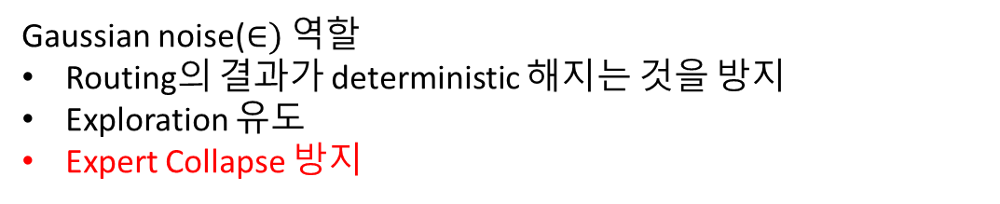 Gaussian noise(∈) 역할
• Routing의 결과가 deterministic 해지는 것을 방지
• Exploration 유도
• Expert Collapse 방지